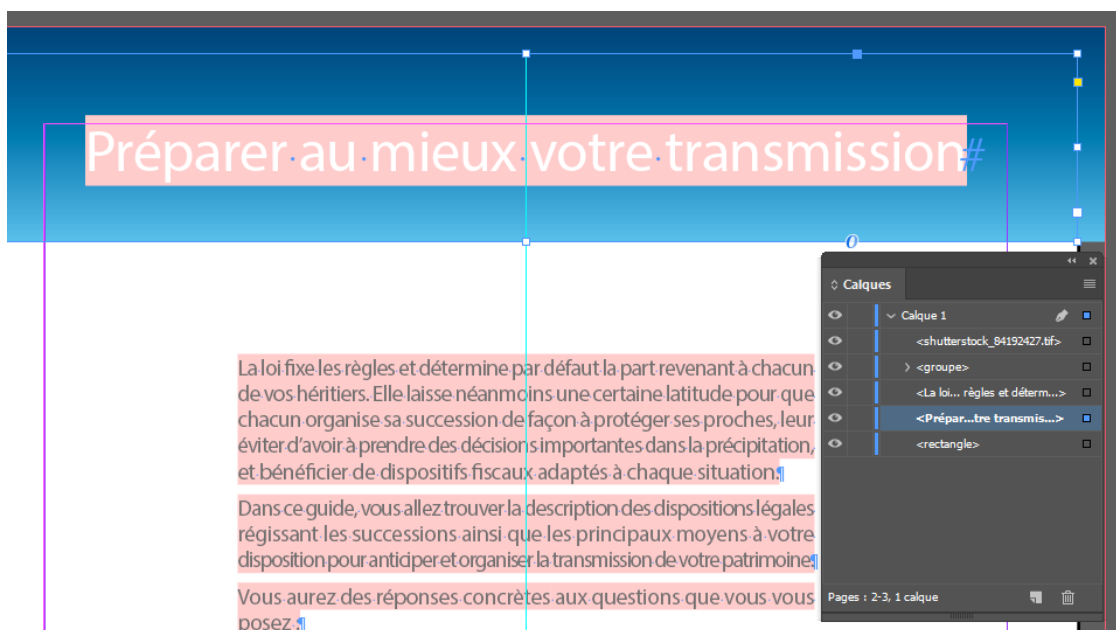 Préparer au mieux votre transmission#
La loi fixe les règles et détermine par défaut la part revenant à chacun
de vos héritiers. Elle laisse néanmoins une certaine latitude pour que
chacun organise sa succession de façon à protéger ses proches, leur
éviter d’avoir à prendre des décisions importantes dans la précipitation,
et bénéficier de dispositifs fiscaux adaptés à chaque situation.¶
Dans ce guide, vous allez trouver la description des dispositions légales
régissant les successions ainsi que les principaux moyens à votre
disposition pour anticiper et organiser la transmission de votre patrimoine.¶
Vous aurez des réponses concrètes aux questions que vous vous
posez.¶
Calques
Calque 1
<shutterstock_84192427.tif>
<groupe>
<La loi... règles et déterm...>
<Prépar...tre transmis...>
<rectangle>
Pages : 2-3, 1 calque